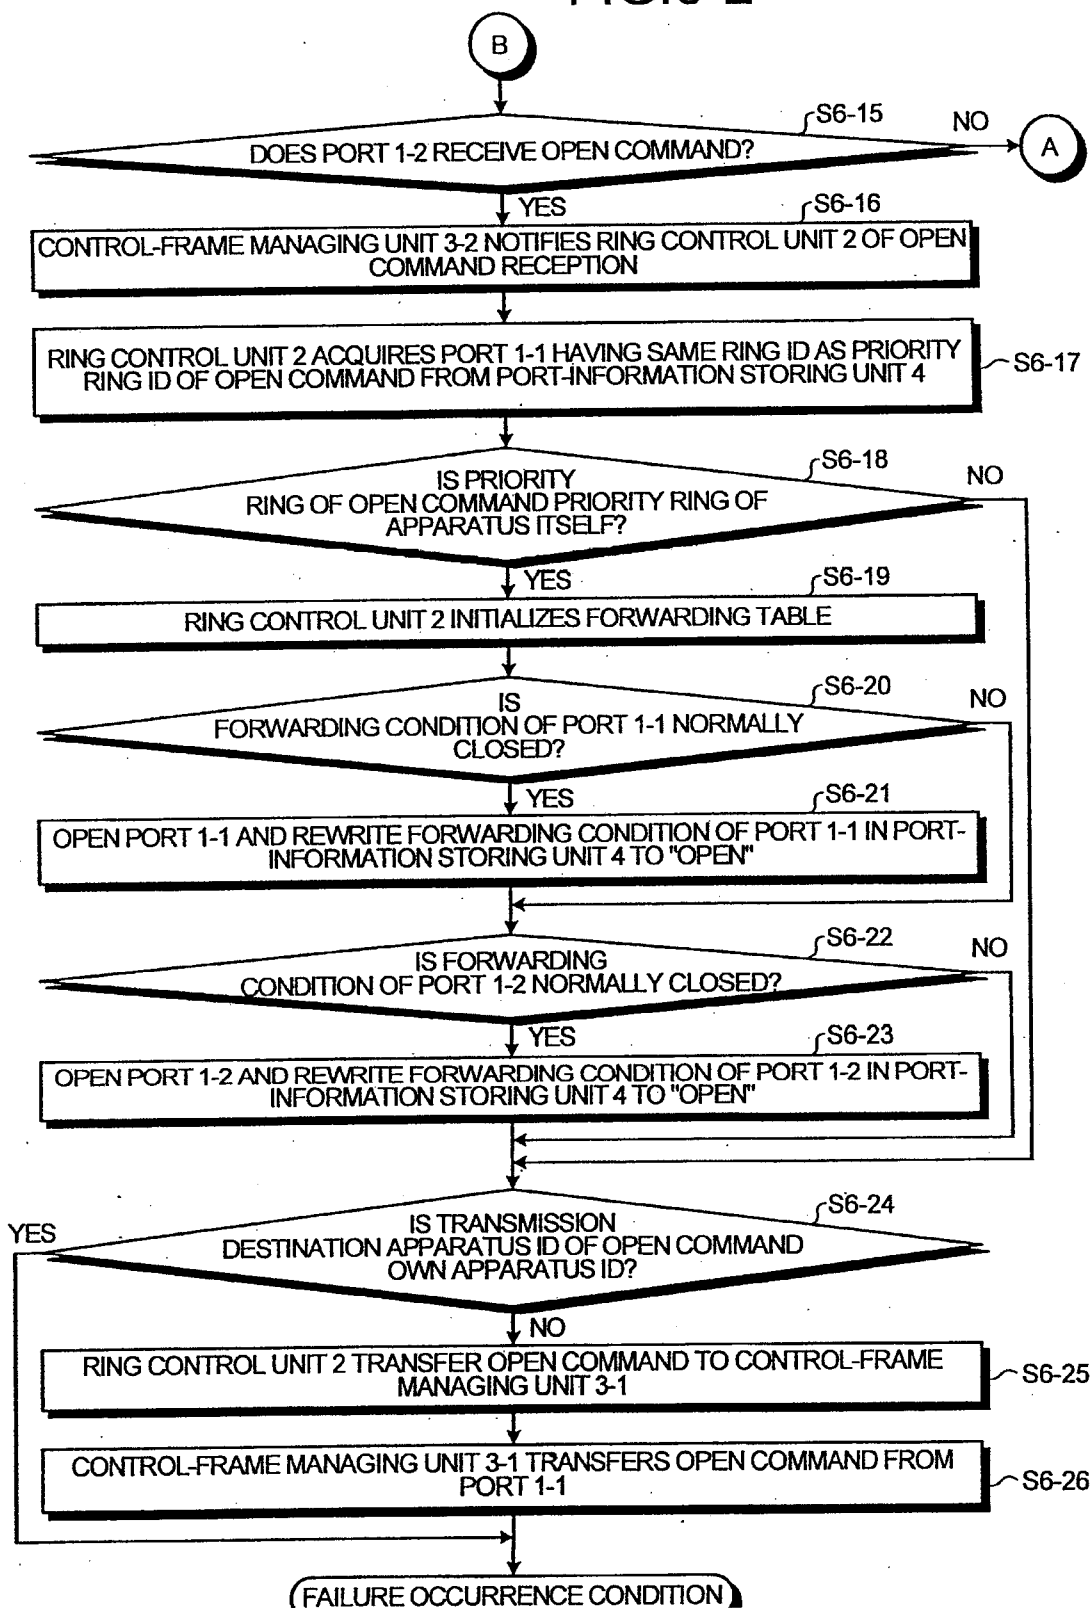 B
S6-15
NO
DOES PORT 1-2 RECEIVE OPEN COMMAND?
A
YES
S6-16
CONTROL-FRAME MANAGING UNIT 3-2 NOTIFIES RING CONTROL UNIT 2 OF OPEN
COMMAND RECEPTION
RING CONTROL UNIT 2 ACQUIRES PORT 1-1 HAVING SAME RING ID AS PRIORITY
RING ID OF OPEN COMMAND FROM PORT-INFORMATION STORING UNIT 4
S6-17
S6-18
NO
IS PRIORITY
RING OF OPEN COMMAND PRIORITY RING OF
APPARATUS ITSELF?
YES
S6-19
RING CONTROL UNIT 2 INITIALIZES FORWARDING TABLE
S6-20
NO
IS
FORWARDING CONDITION OF PORT 1-1 NORMALLY
CLOSED?
YES
S6-21
OPEN PORT 1-1 AND REWRITE FORWARDING CONDITION OF PORT 1-1 IN PORT-
INFORMATION STORING UNIT 4 TO "OPEN"
S6-22
NO
IS FORWARDING
CONDITION OF PORT 1-2 NORMALLY CLOSED?
YES
S6-23
OPEN PORT 1-2 AND REWRITE FORWARDING CONDITION OF PORT 1-2 IN PORT-
INFORMATION STORING UNIT 4 TO "OPEN"
S6-24
YES
IS TRANSMISSION
DESTINATION APPARATUS ID OF OPEN COMMAND
OWN APPARATUS ID?
NO
RING CONTROL UNIT 2 TRANSFER OPEN COMMAND TO CONTROL-FRAME
MANAGING UNIT 3-1
S6-25
CONTROL-FRAME MANAGING UNIT 3-1 TRANSFERS OPEN COMMAND FROM
PORT 1-1
S6-26
FAILURE OCCURRENCE CONDITION